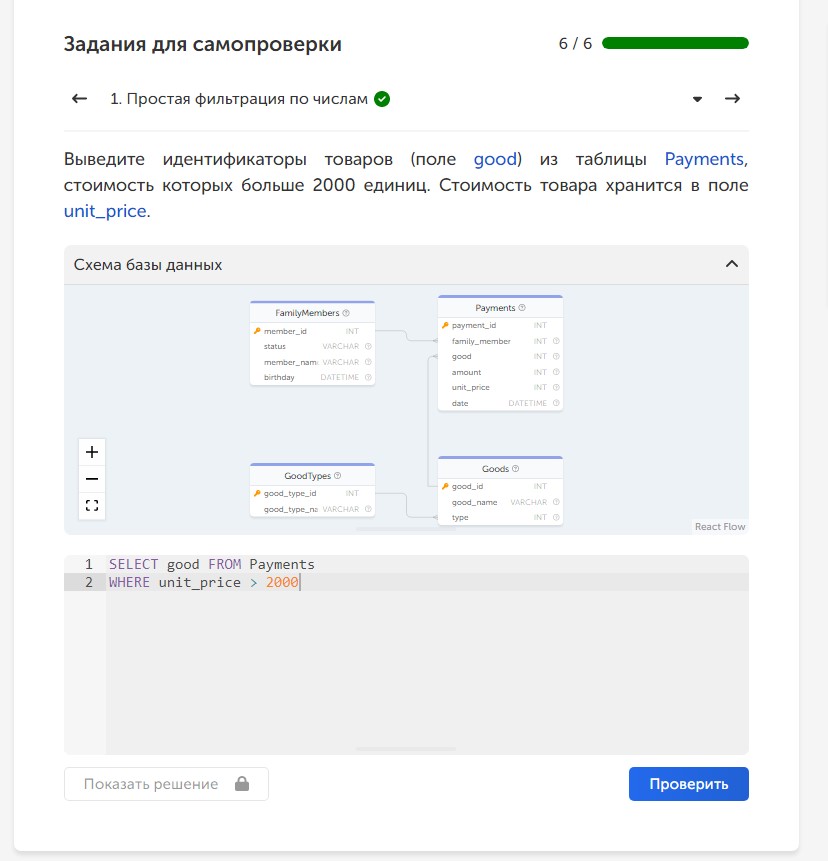 Задания для самопроверки
6 / 6
1. Простая фильтрация по числам
Выведите идентификаторы товаров (поле good) из таблицы Payments,
стоимость которых больше 2000 единиц. Стоимость товара хранится в поле
unit_price.
Схема базы данных
FamilyMembers
member_id INT
status VARCHAR
member_nam VARCHAR
birthday DATETIME
Payments
payment_id INT
family_member INT
good INT
amount INT
unit_price INT
date DATETIME
GoodTypes
good_type_id INT
good_type_na VARCHAR
Goods
good_id INT
good_name VARCHAR
type INT
React Flow
1 SELECT good FROM Payments
2 WHERE unit_price > 2000
Показать решение
Проверить